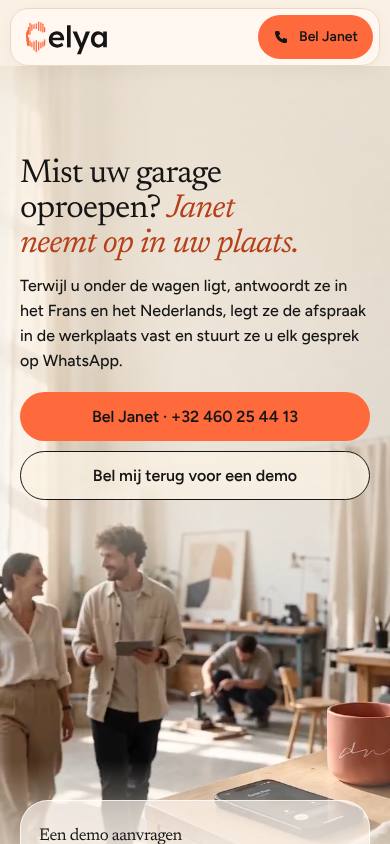 Celya
Bel Janet
Mist uw garage
oproepen? Janet
neemt op in uw plaats.
Terwijl u onder de wagen ligt, antwoordt ze in
het Frans en het Nederlands, legt ze de afspraak
in de werkplaats vast en stuurt ze u elk gesprek
op WhatsApp.
Bel Janet · +32 460 25 44 13
Bel mij terug voor een demo
Een demo aanvragen